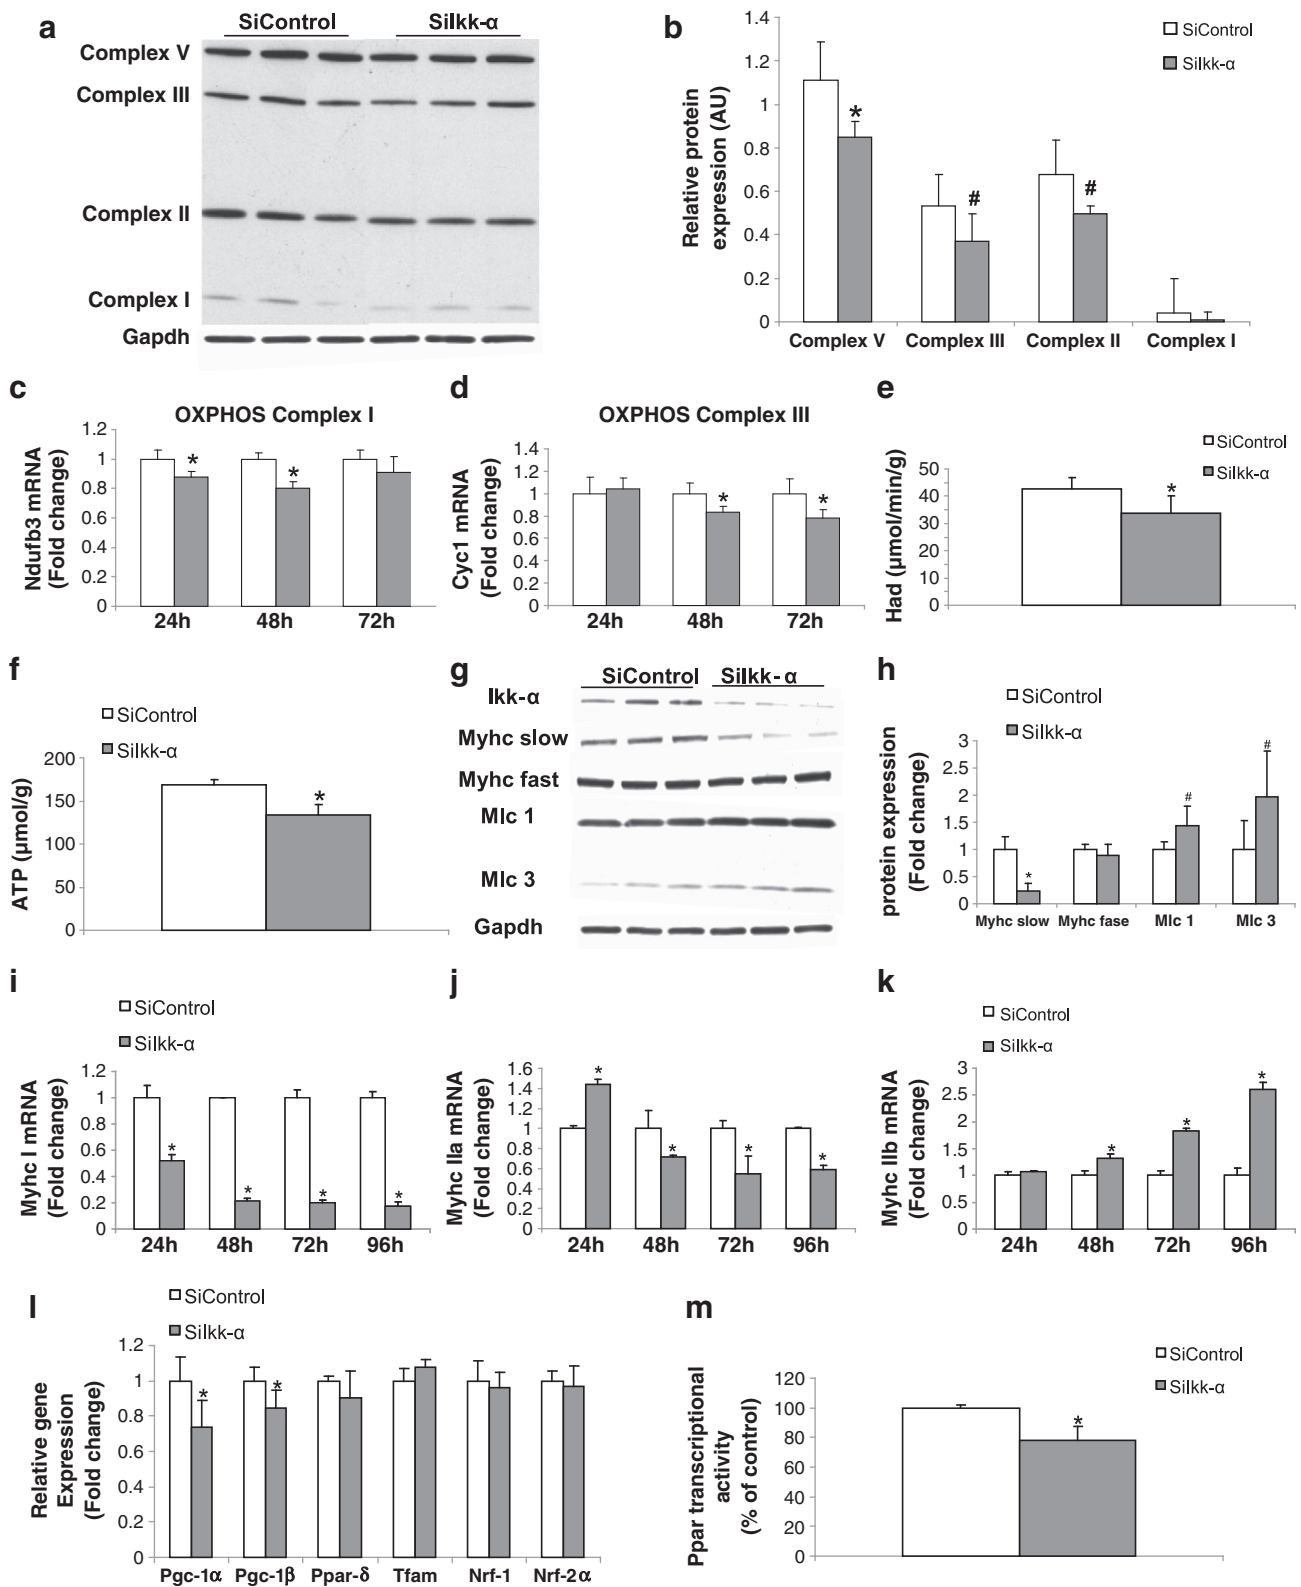 a
SiControl
SiIkk-α
Complex V
Complex III
Complex II
Complex I
Gapdh
b
Relative protein
expression (AU)
1.4
1.2
1
0.8
0.6
0.4
0.2
0
SiControl
SiIkk-α
*
#
#
Complex V
Complex III
Complex II
Complex I
c
OXPHOS Complex I
Ndufb3 mRNA
(Fold change)
1.2
1
0.8
0.6
0.4
0.2
0
*
*
24h
48h
72h
d
OXPHOS Complex III
Cyc1 mRNA
(Fold change)
1.4
1.2
1
0.8
0.6
0.4
0.2
0
*
*
24h
48h
72h
e
SiControl
SiIkk-α
Had (µmol/min/g)
50
40
30
20
10
0
*
f
SiControl
SiIkk-α
ATP (µmol/g)
200
150
100
50
0
*
g
SiControl
SiIkk- α
Ikk-α
Myhc slow
Myhc fast
Mlc 1
Mlc 3
Gapdh
h
SiControl
SiIkk-α
protein expression
(Fold change)
3
2.5
2
1.5
1
0.5
0
*
#
#
Myhc slow
Myhc fase
Mlc 1
Mlc 3
i
SiControl
SiIkk-α
Myhc I mRNA
(Fold change)
1.2
1
0.8
0.6
0.4
0.2
0
*
*
*
*
24h
48h
72h
96h
j
Myhc IIa mRNA
(Fold change)
1.6
1.4
1.2
1
0.8
0.6
0.4
0.2
0
*
*
*
*
24h
48h
72h
96h
k
SiControl
SiIkk-α
Myhc IIb mRNA
(Fold change)
3
2.5
2
1.5
1
0.5
0
*
*
*
24h
48h
72h
96h
l
SiControl
SiIkk-α
Relative gene
Expression
(Fold change)
1.2
1
0.8
0.6
0.4
0.2
0
*
*
Pgc-1α
Pgc-1β
Ppar-δ
Tfam
Nrf-1
Nrf-2α
m
SiControl
SiIkk-α
Ppar transcriptional
activity
(% of control)
120
100
80
60
40
20
0
*